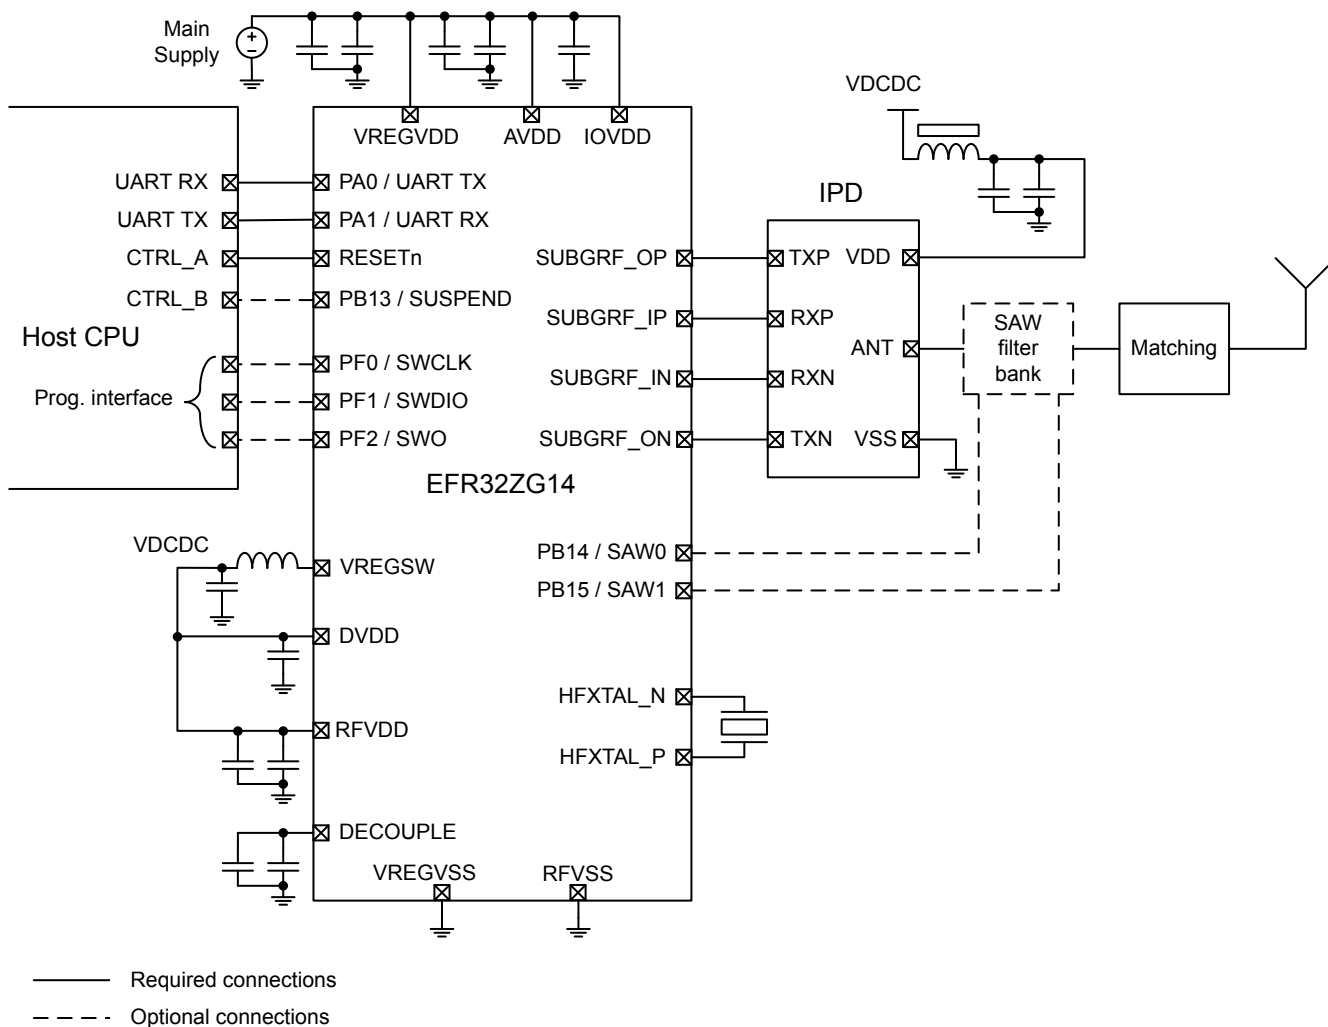 Main
Supply
VDCDC
VREGVDD
AVDD
IOVDD
UART RX
PA0 / UART TX
UART TX
PA1 / UART RX
CTRL_A
RESETn
CTRL_B
PB13 / SUSPEND
Host CPU
PF0 / SWCLK
Prog. interface
PF1 / SWDIO
PF2 / SWO
SUBGRF_OP
SUBGRF_IP
SUBGRF_IN
SUBGRF_ON
EFR32ZG14
IPD
TXP
VDD
RXP
ANT
RXN
TXN
VSS
SAW
filter
bank
Matching
VDCDC
VREGSW
PB14 / SAW0
PB15 / SAW1
DVDD
HFXTAL_N
RFVDD
HFXTAL_P
DECOUPLE
VREGVSS
RFVSS
Required connections
Optional connections